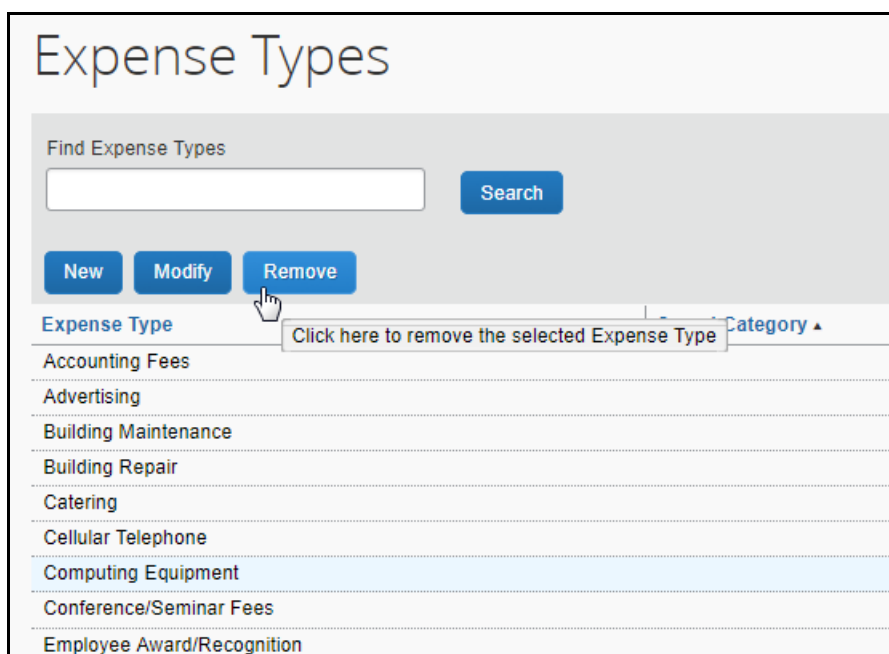 Expense Types
Find Expense Types
Search
New Modify Remove
Expense Type Category ▲
Click here to remove the selected Expense Type
Accounting Fees
Advertising
Building Maintenance
Building Repair
Catering
Cellular Telephone
Computing Equipment
Conference/Seminar Fees
Employee Award/Recognition